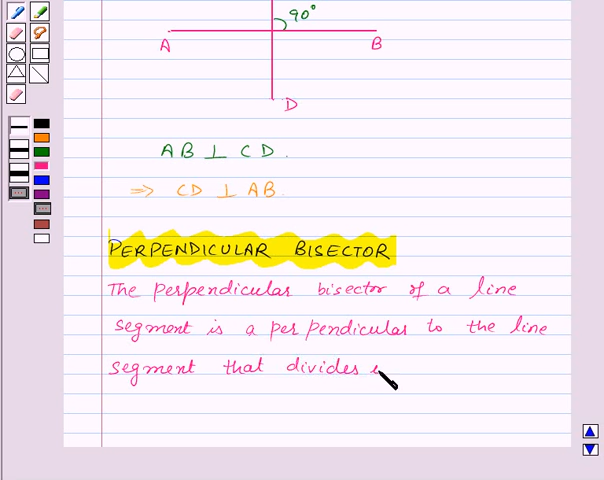 90°
A B
D
AB ⊥ CD.
⇒ CD ⊥ AB.
PERPENDICULAR BISECTOR
The perpendicular bisector of a line
segment is a perpendicular to the line
segment that divides